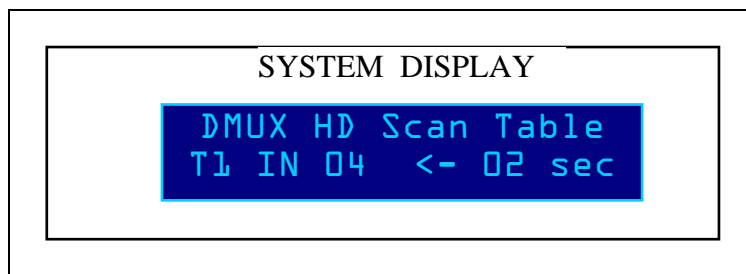 SYSTEM DISPLAY
DMUX HD Scan Table
T1 IN 04 <- 02 sec